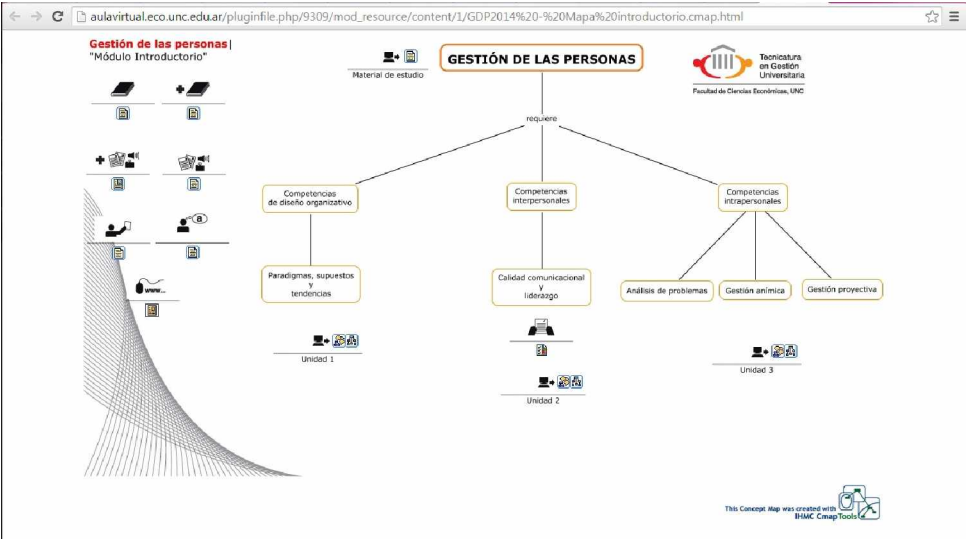 aulavirtual.eco.unc.edu.ar/pluginfile.php/9309/mod_resource/content/1/GDP2014%20-%20Mapa%20introductorio.cmap.html
Gestión de las personas|
"Módulo Introductorio"
Material de estudio
GESTIÓN DE LAS PERSONAS
Tecnicatura
en Gestión
Universitaria
Facultad de Ciencias Económicas, UNC
requiere
Competencias
de diseño organizativo
Competencias
interpersonales
Competencias
intrapersonales
a
www...
Paradigmas, supuestos
y
tendencias
Calidad comunicacional
y
liderazgo
Análisis de problemas
Gestión anímica
Gestión proyectiva
Unidad 1
Unidad 2
Unidad 3
This Concept Map was created with
IHMC CmapTools